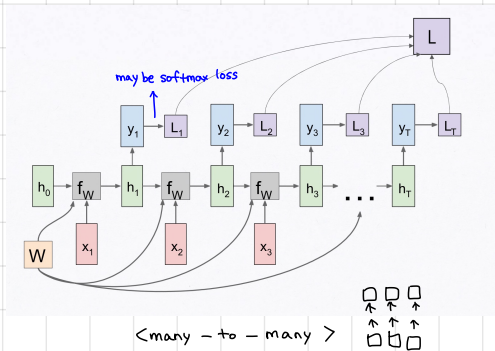 L
may be softmax loss
y1 L1 y2 L2 y3 L3 yT LT
h0 fW h1 fW h2 fW h3 ... hT
x1 x2 x3
W
<many - to - many >